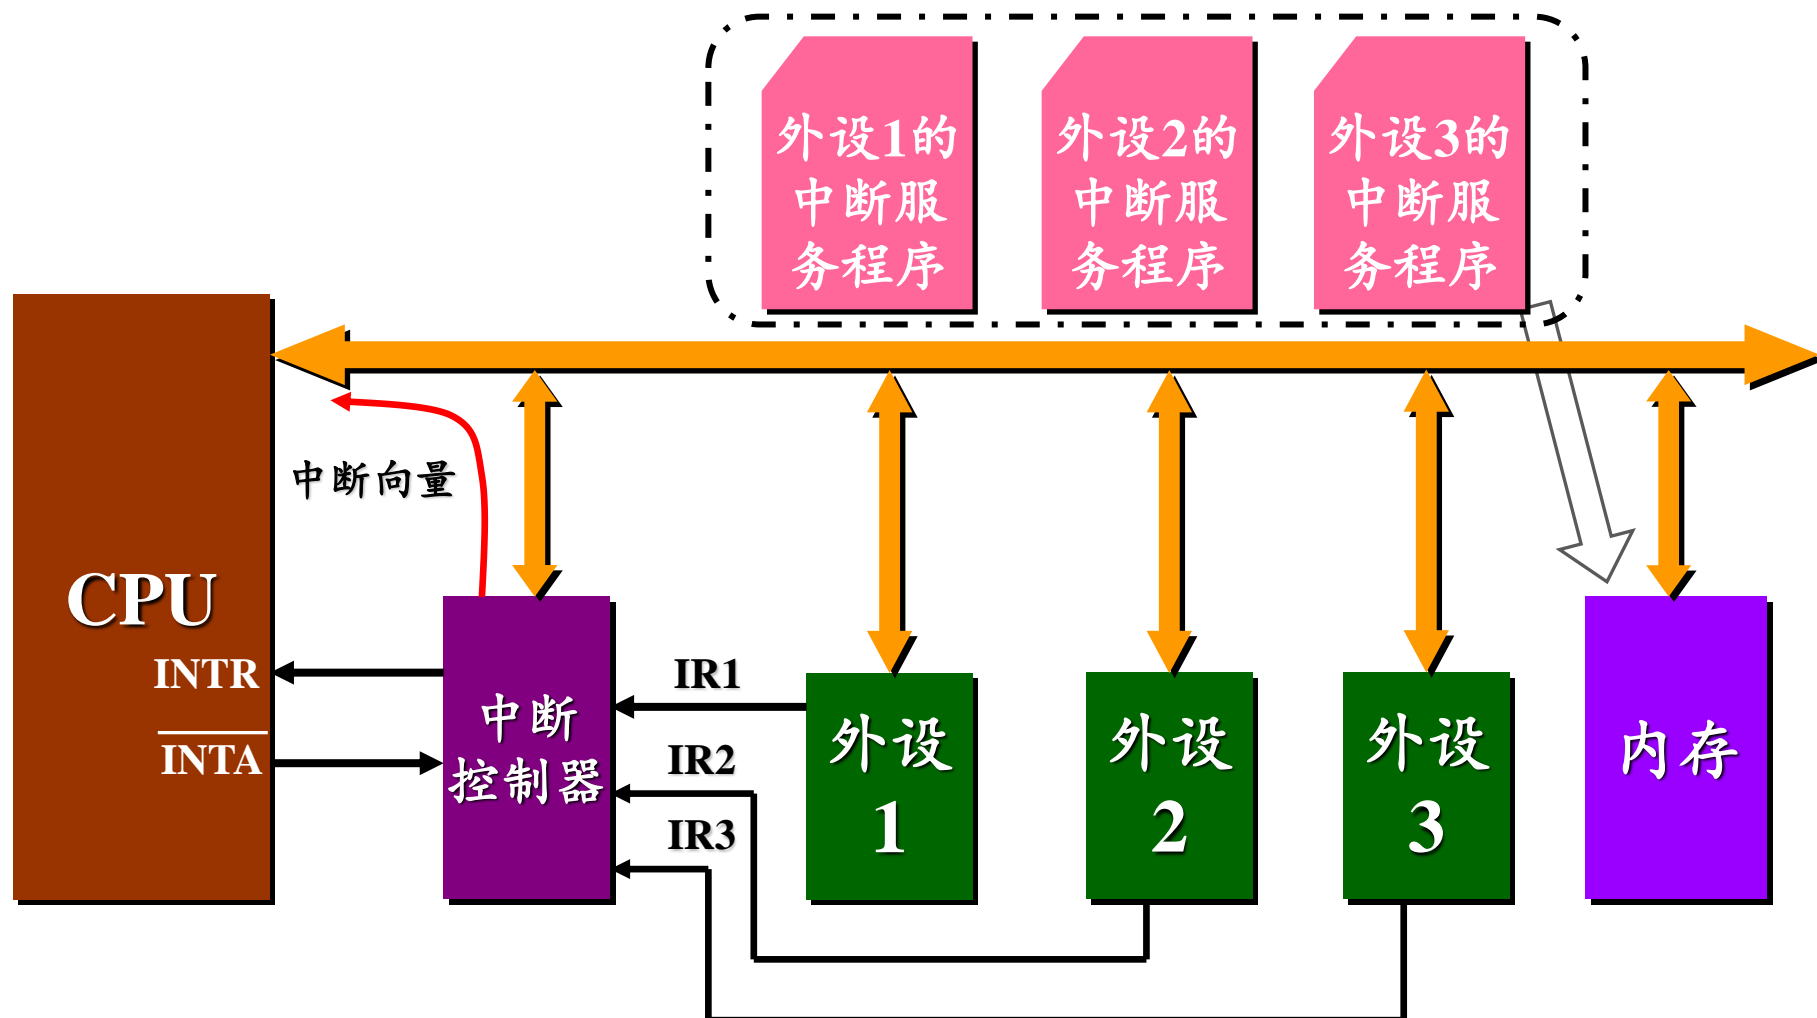 外设1的
中断服
务程序
外设2的
中断服
务程序
外设3的
中断服
务程序
中断向量
CPU
INTR
INTA
中断
控制器
IR1
IR2
IR3
外设
1
外设
2
外设
3
内存